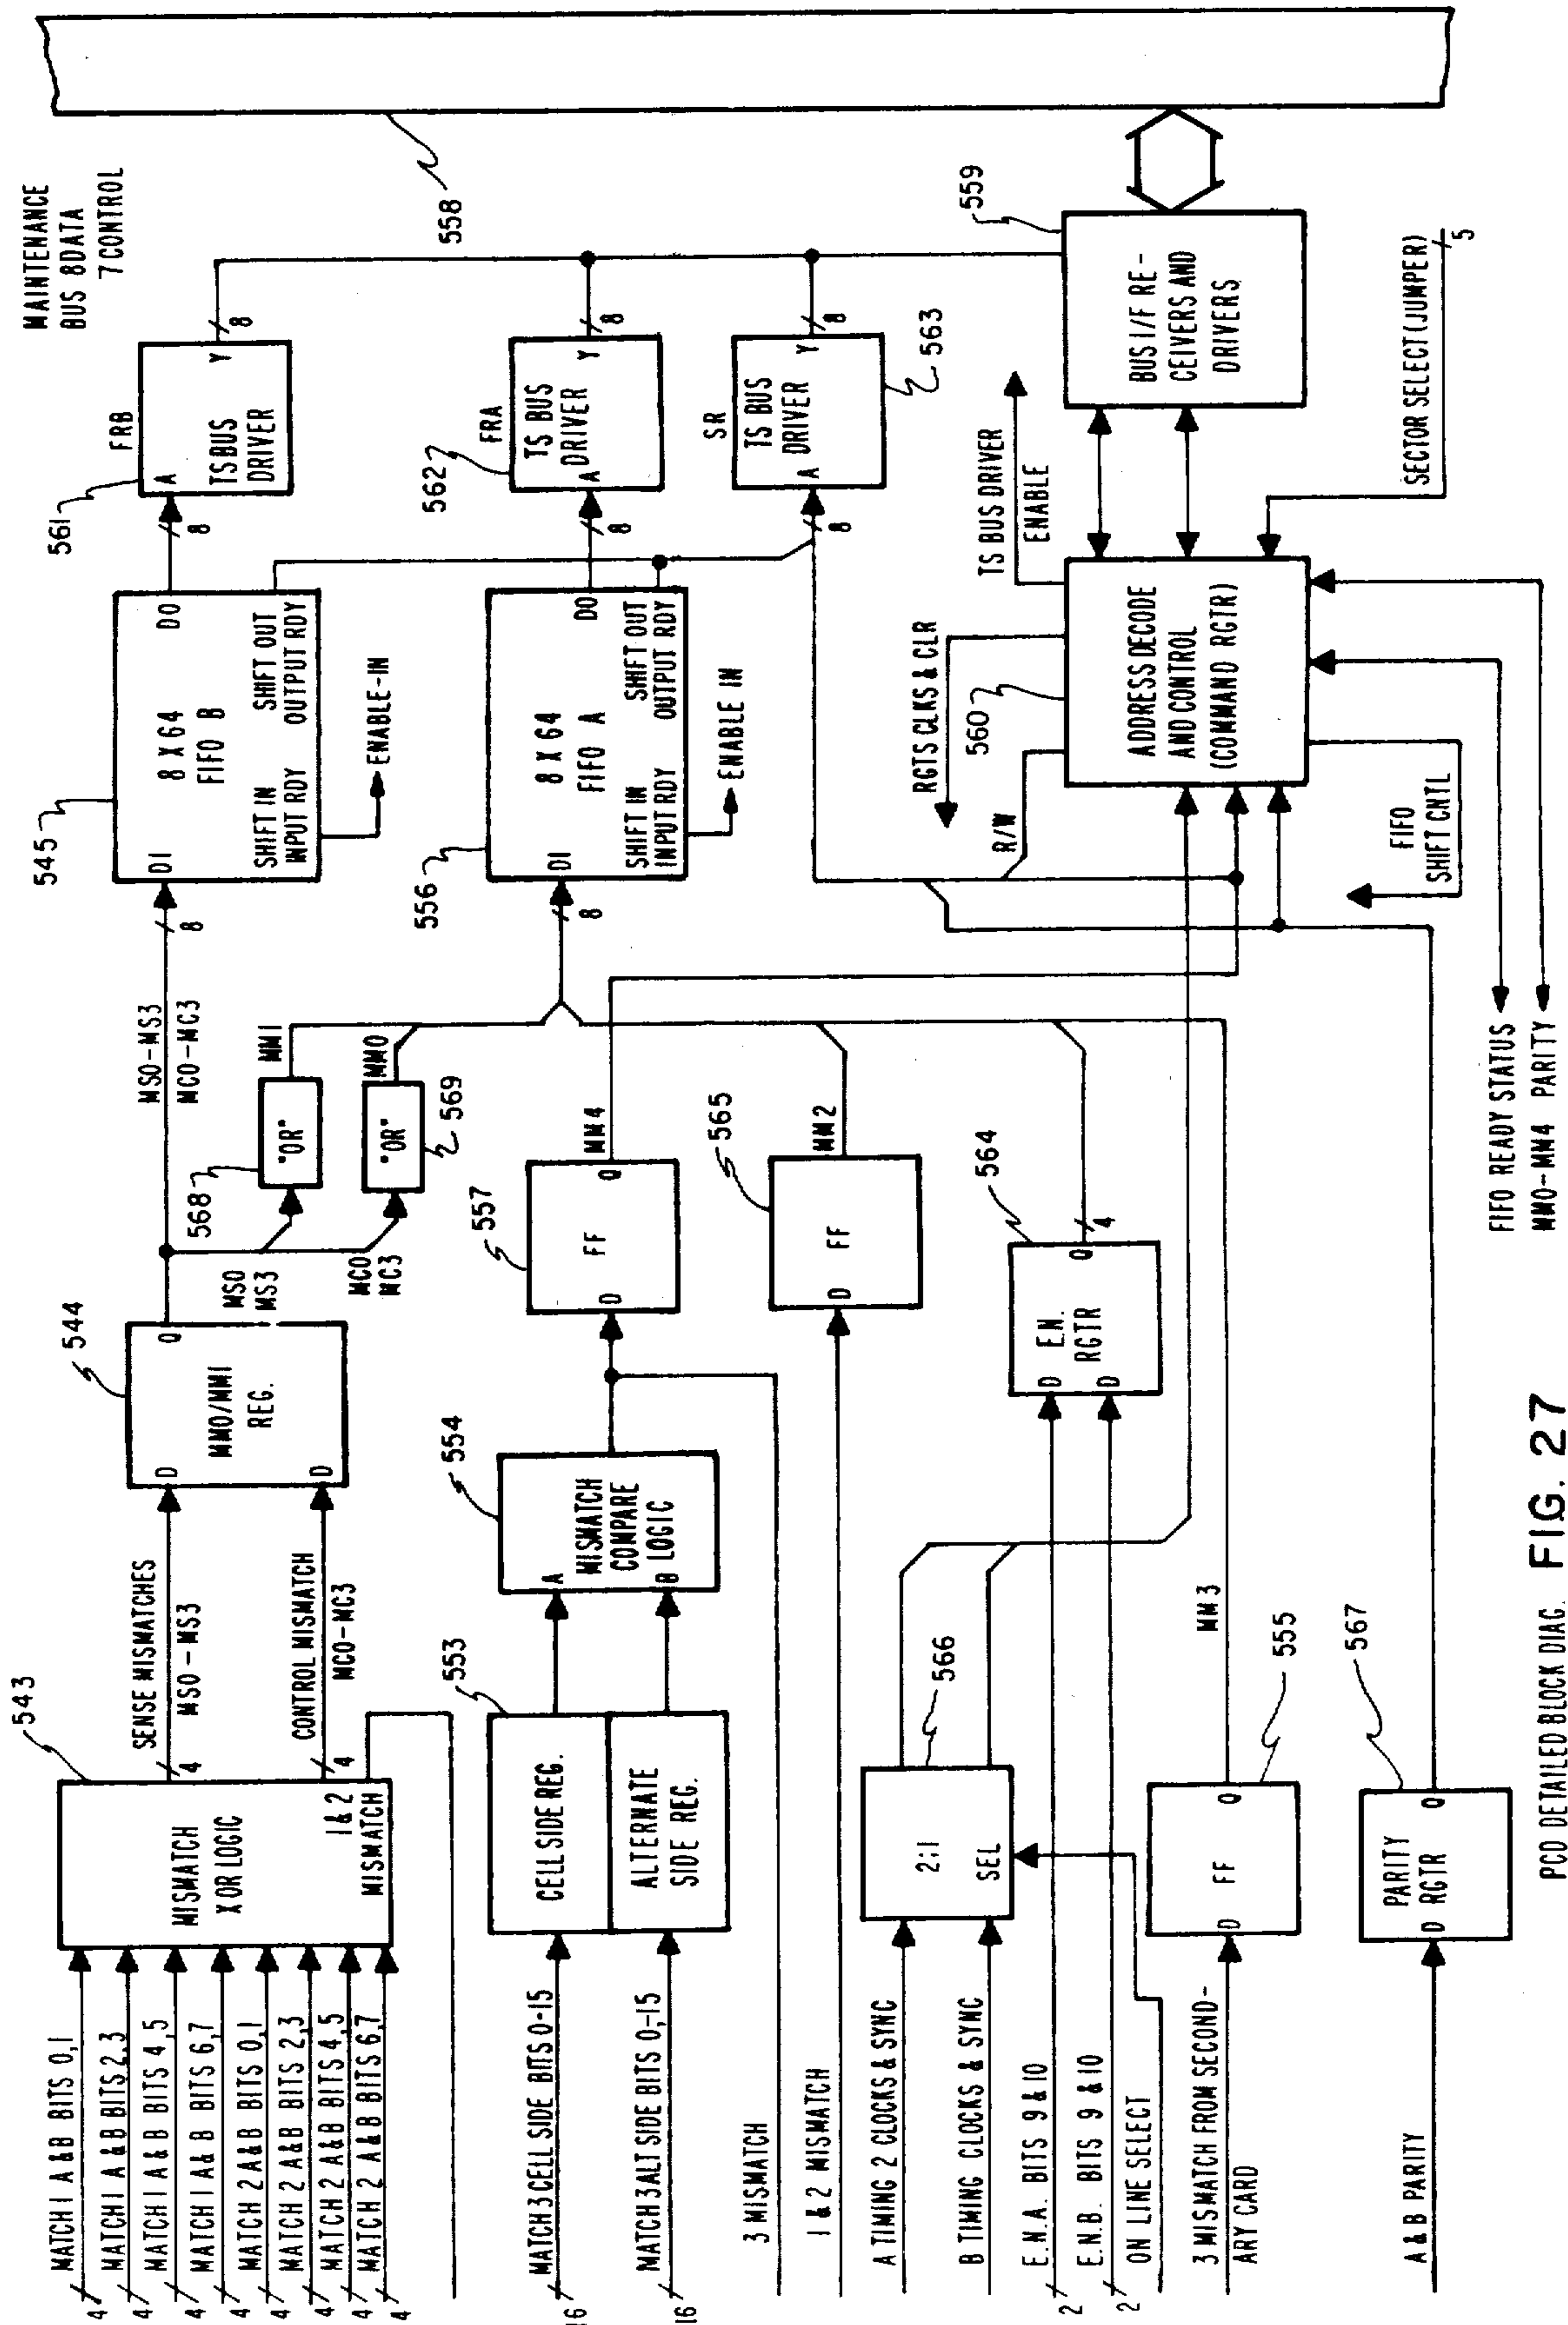 MAINTENANCE
BUS 8DATA
7 CONTROL
558
FRB
561
A
Y
TS BUS
DRIVER
8
8
FRA
562
A
Y
TS BUS
DRIVER
8
8
SR
563
A
Y
TS BUS
DRIVER
8
8
559
BUS I/F RE-
CEIVERS AND
DRIVERS
SECTOR SELECT (JUMPER)
5
545
DI
DO
8 X 64
FIFO B
SHIFT IN
INPUT RDY
SHIFT OUT
OUTPUT RDY
ENABLE-IN
8
556
DI
DO
8 X 64
FIFO A
SHIFT IN
INPUT RDY
SHIFT OUT
OUTPUT RDY
ENABLE IN
8
TS BUS DRIVER
ENABLE
RGTS CLKS & CLR
R/W
560
ADDRESS DECODE
AND CONTROL
(COMMAND RGTR)
FIFO
SHIFT CNTL
FIFO READY STATUS
MM0-MM4 PARITY
MS0-MS3
MC0-MC3
568
"OR"
MM1
569
"OR"
MM0
MS0
MS3
MC0
MC3
544
D
Q
MM0/MM1
REG.
D
557
D
FF
Q
MM4
565
D
FF
MM2
564
D
E.N.
RGTR
D
Q
4
554
A
MISMATCH
COMPARE
LOGIC
B
543
MISMATCH
XOR LOGIC
1 & 2
MISMATCH
SENSE MISMATCHES
MS0-MS3
4
CONTROL MISMATCH
MC0-MC3
4
553
CELL SIDE REG.
ALTERNATE
SIDE REG.
566
2:1
SEL
555
D
FF
Q
MM3
567
PARITY
RGTR
D
Q
MATCH 1 A&B BITS 0,1
4
MATCH 1 A&B BITS 2,3
4
MATCH 1 A&B BITS 4,5
4
MATCH 1 A&B BITS 6,7
4
MATCH 2 A&B BITS 0,1
4
MATCH 2 A&B BITS 2,3
4
MATCH 2 A&B BITS 4,5
4
MATCH 2 A&B BITS 6,7
4
MATCH 3 CELL SIDE BITS 0-15
16
MATCH 3 ALT SIDE BITS 0-15
16
3 MISMATCH
1 & 2 MISMATCH
A TIMING 2 CLOCKS & SYNC
B TIMING CLOCKS & SYNC
E.N.A. BITS 9 & 10
2
E.N.B. BITS 9 & 10
2
ON LINE SELECT
3 MISMATCH FROM SECOND-
ARY CARD
A & B PARITY
PCD DETAILED BLOCK DIAG. FIG. 27